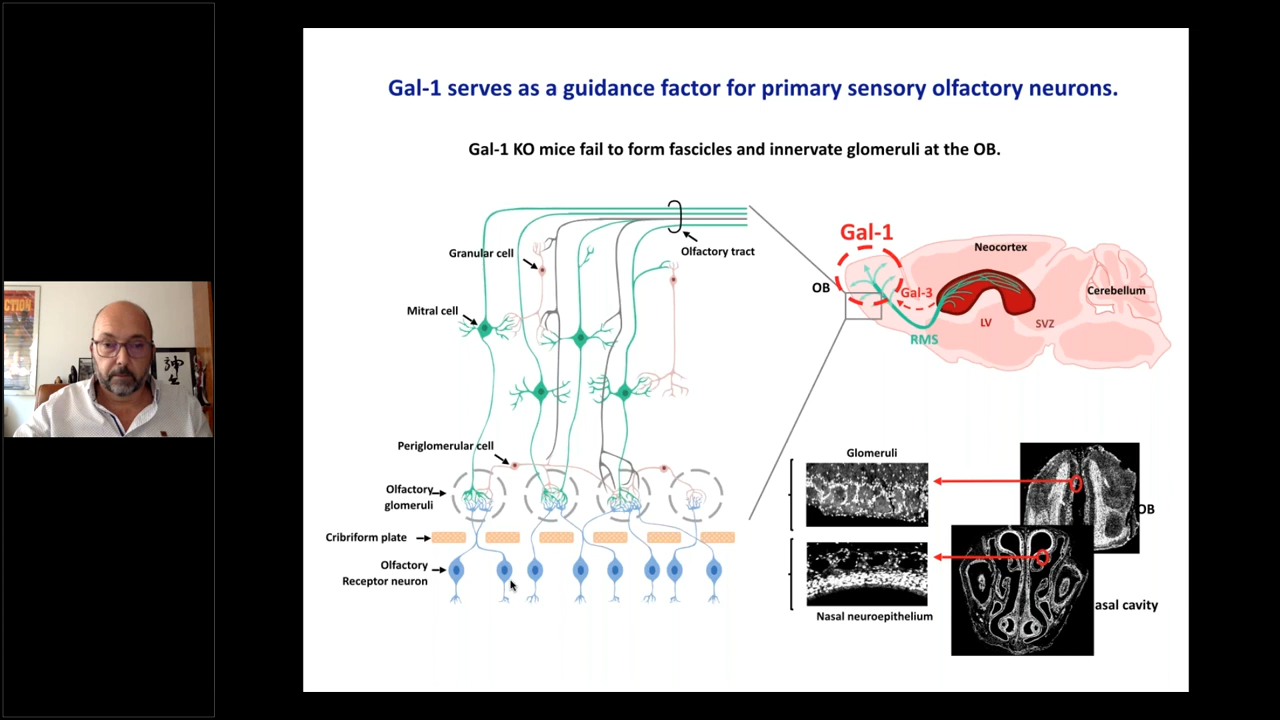 Gal-1 serves as a guidance factor for primary sensory olfactory neurons.
Gal-1 KO mice fail to form fascicles and innervate glomeruli at the OB.
Granular cell
Olfactory tract
Mitral cell
Periglomerular cell
Olfactory
glomeruli
Cribriform plate
Olfactory
Receptor neuron
Gal-1
Neocortex
OB
Gal-3
Cerebellum
LV
SVZ
RMS
Glomeruli
OB
Nasal neuroepithelium
asal cavity
CTION